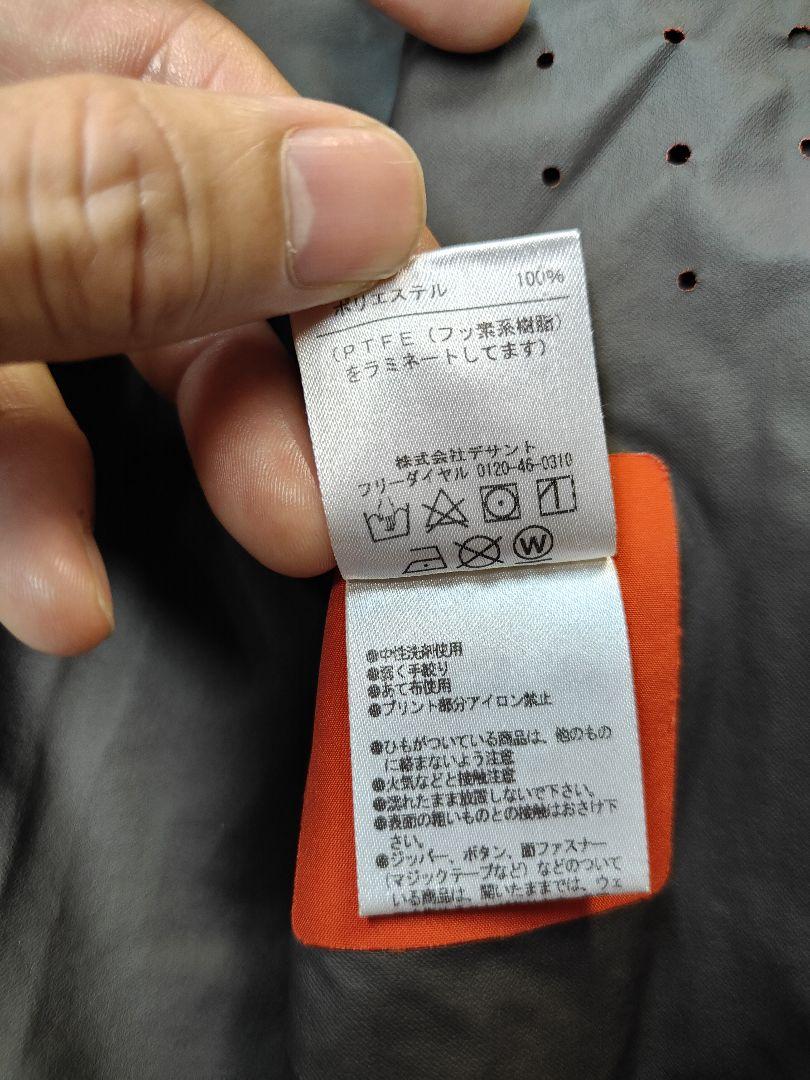 ポリエステル 100%
(PTFE(フッ素系樹脂)
をラミネートしてます)
株式会社デサント
フリーダイヤル 0120-46-0310
W
●中性洗剤使用
●弱く手絞り
●あて布使用
●プリント部分アイロン禁止
●ひもがついている商品は、他のもの
に絡まないよう注意
●火気などと接触注意
●濡れたまま放置しないで下さい。
●表面の粗いものとの接触はおさけ下
さい。
●ジッパー、ボタン、面ファスナー
(マジックテープなど)などのついて
いる商品は、開いたままでは、ウェ